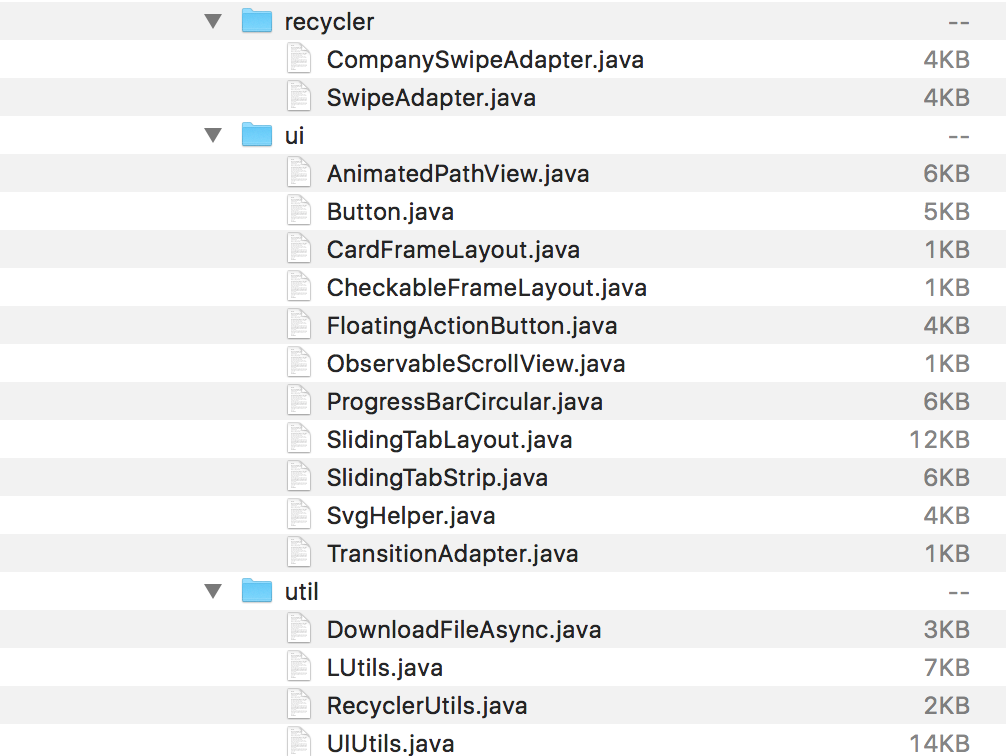 recycler --
CompanySwipeAdapter.java 4KB
SwipeAdapter.java 4KB
ui --
AnimatedPathView.java 6KB
Button.java 5KB
CardFrameLayout.java 1KB
CheckableFrameLayout.java 1KB
FloatingActionButton.java 4KB
ObservableScrollView.java 1KB
ProgressBarCircular.java 6KB
SlidingTabLayout.java 12KB
SlidingTabStrip.java 6KB
SvgHelper.java 4KB
TransitionAdapter.java 1KB
util --
DownloadFileAsync.java 3KB
LUtils.java 7KB
RecyclerUtils.java 2KB
UIUtils.java 14KB